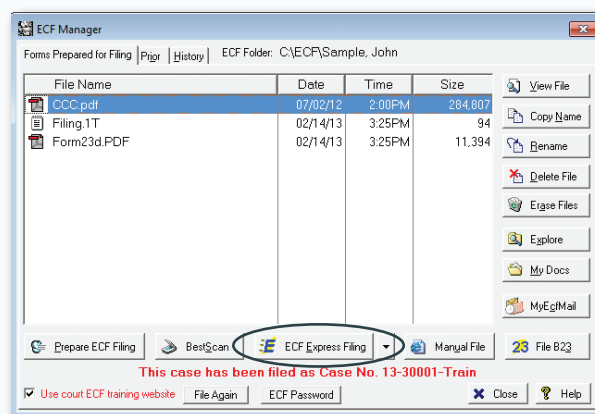 ECF Manager
Forms Prepared for Filing Prior History ECF Folder: C:\ECF\Sample, John
File Name Date Time Size
CCC.pdf 07/02/12 2:00PM 284,807
Filing.1T 02/14/13 3:25PM 94
Form23d.PDF 02/14/13 3:25PM 11,394
View File
Copy Name
Rename
Delete File
Erase Files
Explore
My Docs
MyEcfMail
Prepare ECF Filing BestScan ECF Express Filing Manual File 23 File B23
This case has been filed as Case No. 13-30001-Train
Use court ECF training website File Again ECF Password Close Help